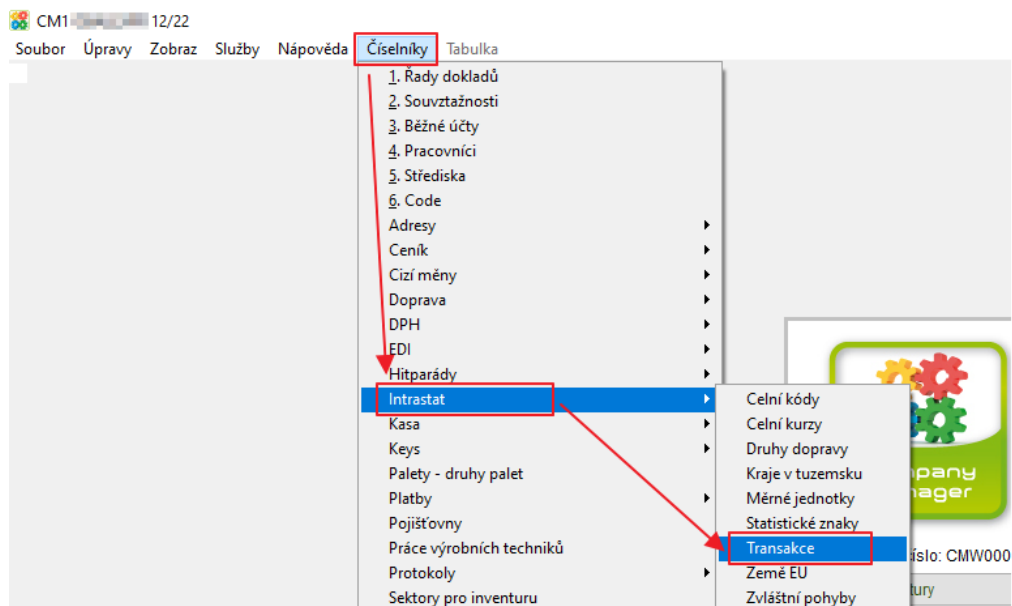 CM1 12/22
Soubor Úpravy Zobraz Služby Nápověda Číselníky Tabulka
1. Řady dokladů
2. Souvztažnosti
3. Běžné účty
4. Pracovníci
5. Střediska
6. Code
Adresy
Ceník
Cizí měny
Doprava
DPH
EDI
Hitparády
Intrastat
Kasa
Keys
Palety - druhy palet
Platby
Pojišťovny
Práce výrobních techniků
Protokoly
Sektory pro inventuru
Celní kódy
Celní kurzy
Druhy dopravy
Kraje v tuzemsku
Měrné jednotky
Statistické znaky
Transakce
Země EU
Zvláštní pohyby
mpany
nager
íslo: CMW000
tury